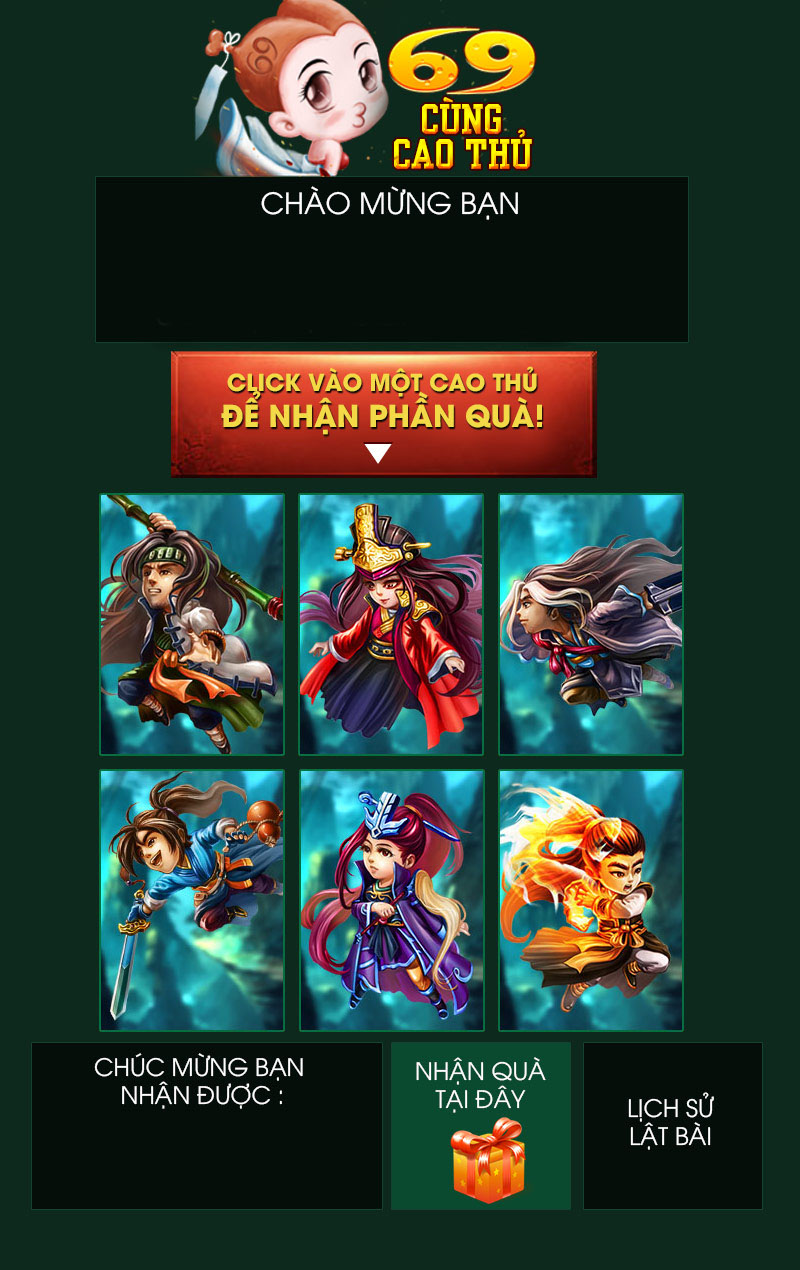 69
69
CÙNG
CAO THỦ
CHÀO MỪNG BẠN
CLICK VÀO MỘT CAO THỦ
ĐỂ NHẬN PHẦN QUÀ!
CHÚC MỪNG BẠN
NHẬN ĐƯỢC :
NHẬN QUÀ
TẠI ĐÂY
LỊCH SỬ
LẬT BÀI